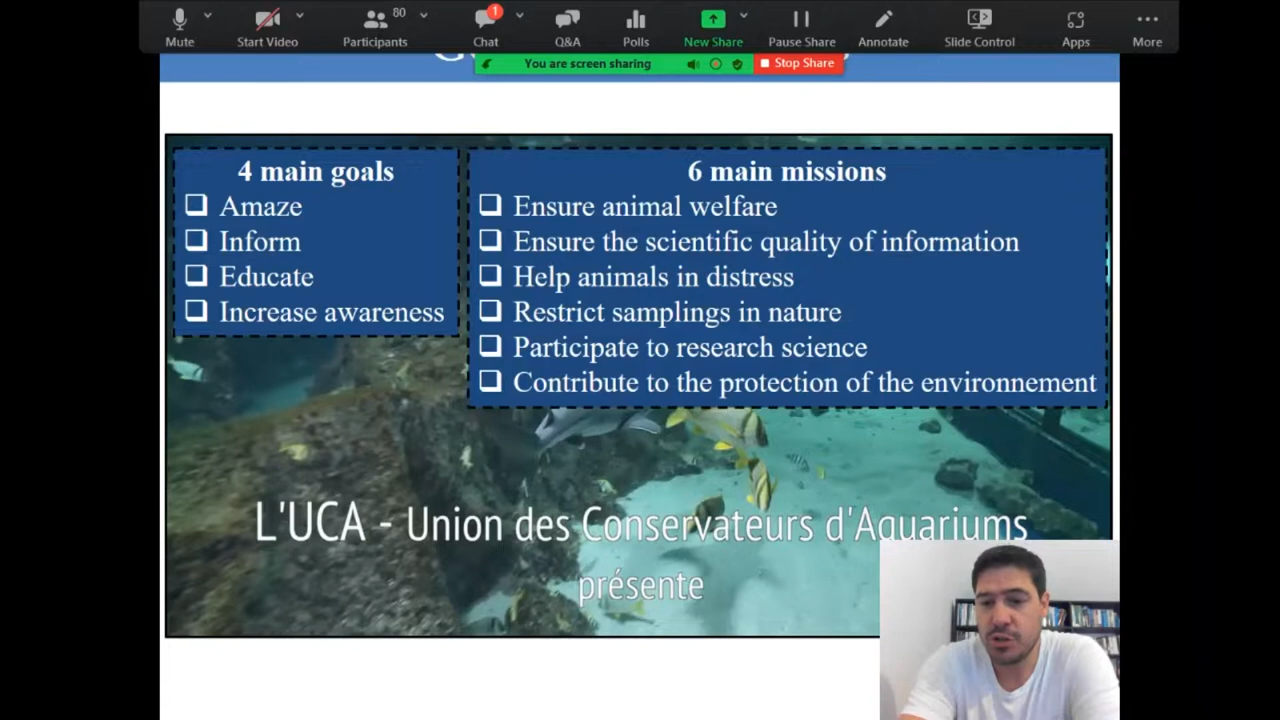 80
1
Mute
Start Video
Participants
Chat
Q&A
Polls
New Share
Pause Share
Annotate
Slide Control
Apps
More
You are screen sharing
Stop Share
4 main goals
❑ Amaze
❑ Inform
❑ Educate
❑ Increase awareness
6 main missions
❑ Ensure animal welfare
❑ Ensure the scientific quality of information
❑ Help animals in distress
❑ Restrict samplings in nature
❑ Participate to research science
❑ Contribute to the protection of the environnement
L'UCA - Union des Conservateurs d'Aquariums
présente